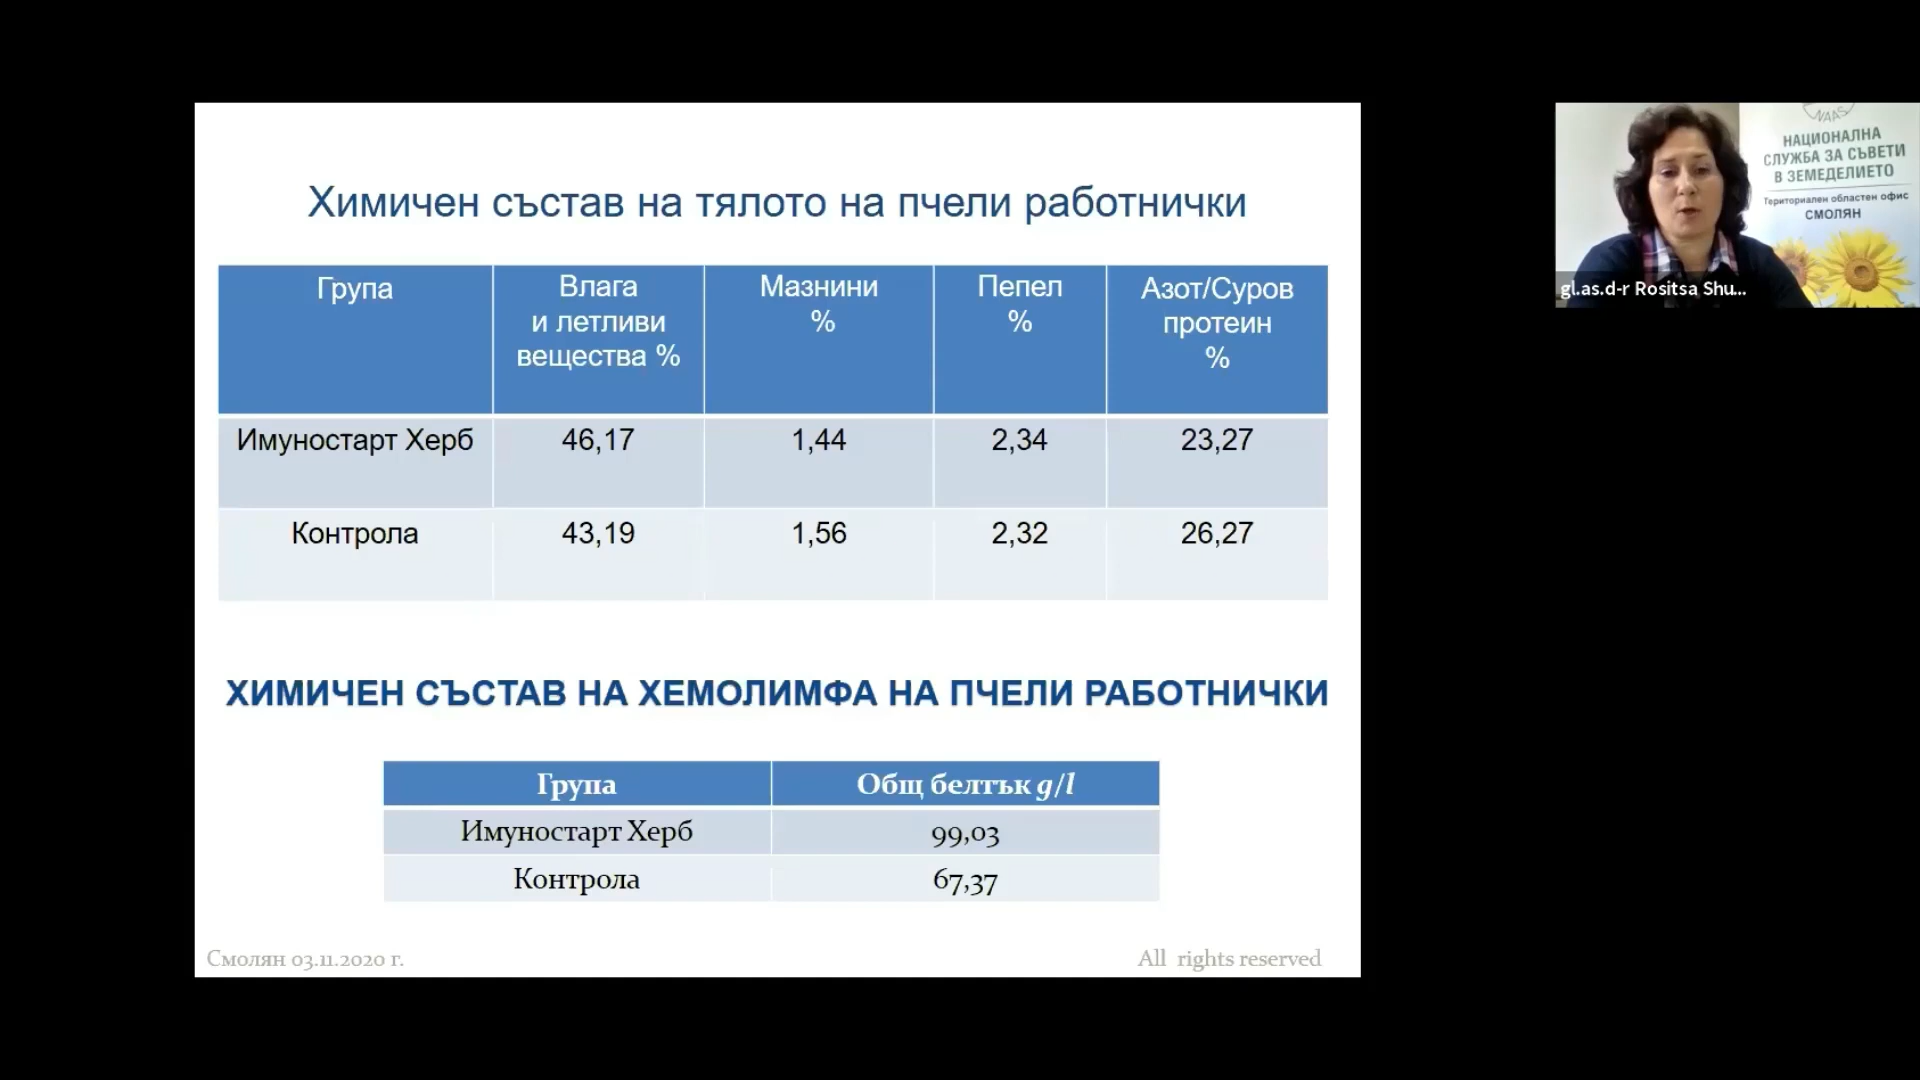 Химичен състав на тялото на пчели работнички
Група
Влага
и летливи
вещества %
Мазнини
%
Пепел
%
Азот/Суров
протеин
%
Имуностарт Херб 46,17 1,44 2,34 23,27
Контрола 43,19 1,56 2,32 26,27
ХИМИЧЕН СЪСТАВ НА ХЕМОЛИМФА НА ПЧЕЛИ РАБОТНИЧКИ
Група Общ белтък g/l
Имуностарт Херб 99,03
Контрола 67,37
Смолян 03.11.2020 г. All rights reserved
NAAS
НАЦИОНАЛНА
СЛУЖБА ЗА СЪВЕТИ
В ЗЕМЕДЕЛИЕТО
Териториален областен офис
СМОЛЯН
gl.as.d-r Rositsa Shu...